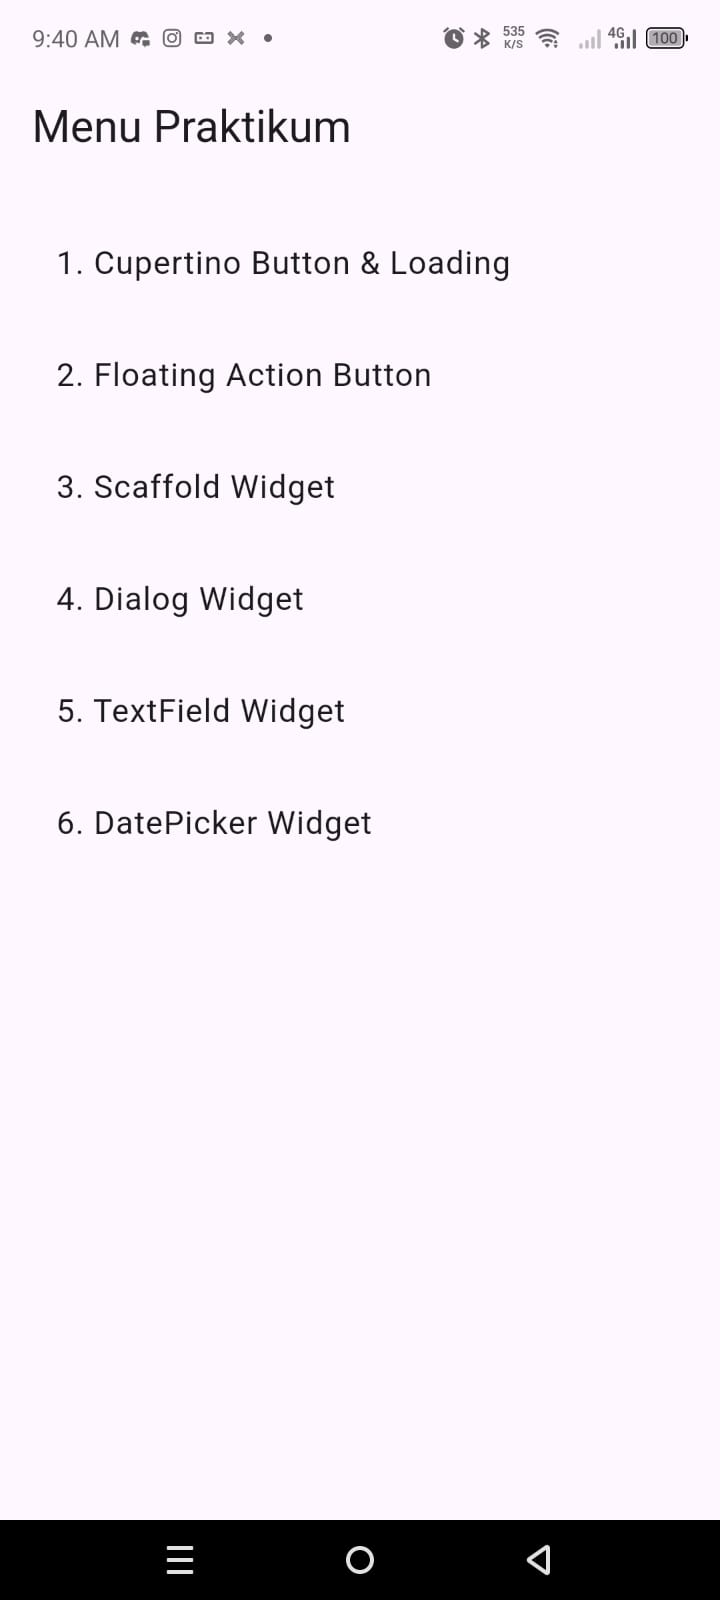 9:40 AM
535
K/S
4G
100
Menu Praktikum
1. Cupertino Button & Loading
2. Floating Action Button
3. Scaffold Widget
4. Dialog Widget
5. TextField Widget
6. DatePicker Widget